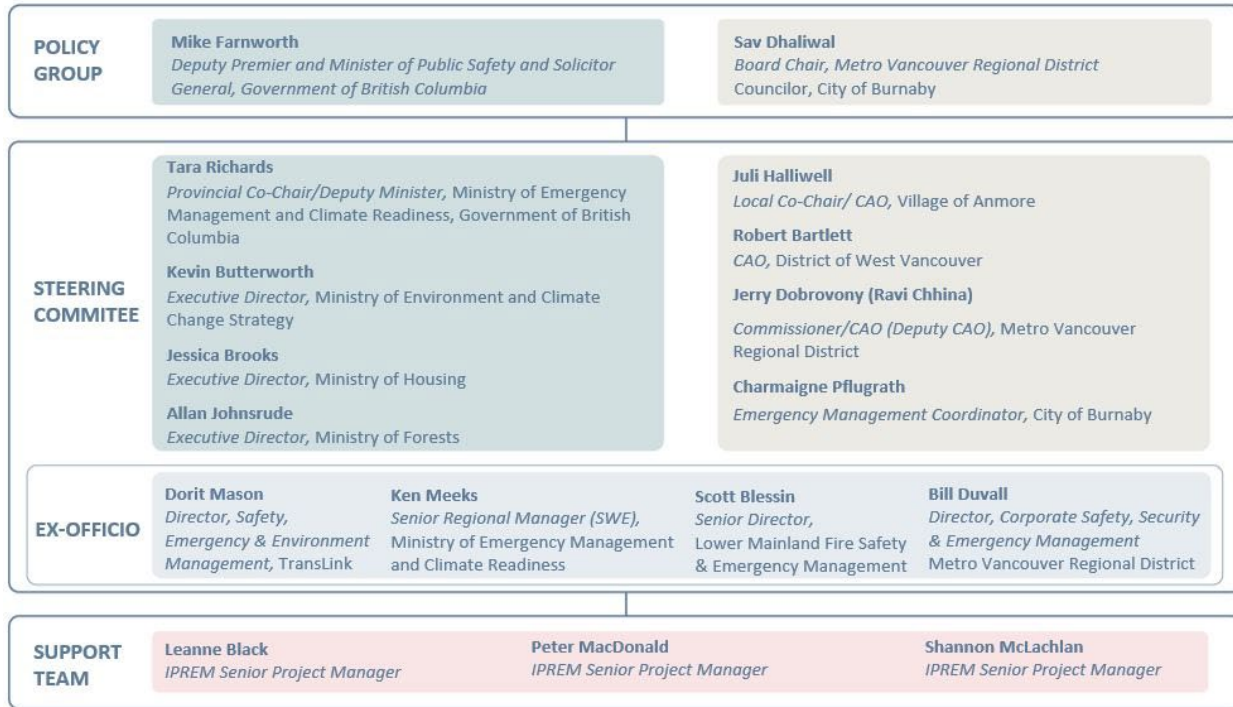 POLICY
GROUP
Mike Farnworth
Deputy Premier and Minister of Public Safety and Solicitor
General, Government of British Columbia
Sav Dhaliwal
Board Chair, Metro Vancouver Regional District
Councilor, City of Burnaby
STEERING
COMMITEE
Tara Richards
Provincial Co-Chair/Deputy Minister, Ministry of Emergency
Management and Climate Readiness, Government of British
Columbia
Kevin Butterworth
Executive Director, Ministry of Environment and Climate
Change Strategy
Jessica Brooks
Executive Director, Ministry of Housing
Allan Johnsrude
Executive Director, Ministry of Forests
Juli Halliwell
Local Co-Chair/ CAO, Village of Anmore
Robert Bartlett
CAO, District of West Vancouver
Jerry Dobrovony (Ravi Chhina)
Commissioner/CAO (Deputy CAO), Metro Vancouver
Regional District
Charmaigne Pflugrath
Emergency Management Coordinator, City of Burnaby
EX-OFFICIO
Dorit Mason
Director, Safety,
Emergency & Environment
Management, TransLink
Ken Meeks
Senior Regional Manager (SWE),
Ministry of Emergency Management
and Climate Readiness
Scott Blessin
Senior Director,
Lower Mainland Fire Safety
& Emergency Management
Bill Duvall
Director, Corporate Safety, Security
& Emergency Management
Metro Vancouver Regional District
SUPPORT
TEAM
Leanne Black
IPREM Senior Project Manager
Peter MacDonald
IPREM Senior Project Manager
Shannon McLachlan
IPREM Senior Project Manager